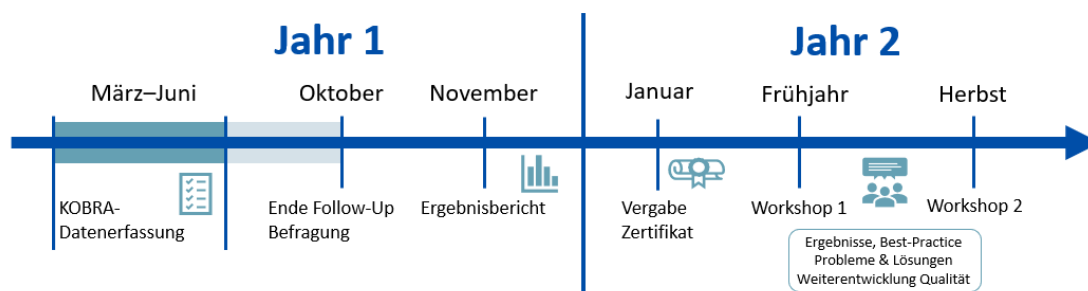 Jahr 1
Jahr 2
März–Juni
Oktober
November
Januar
Frühjahr
Herbst
KOBRA-
Datenerfassung
Ende Follow-Up
Befragung
Ergebnisbericht
Vergabe
Zertifikat
Workshop 1
Workshop 2
Ergebnisse, Best-Practice
Probleme & Lösungen
Weiterentwicklung Qualität